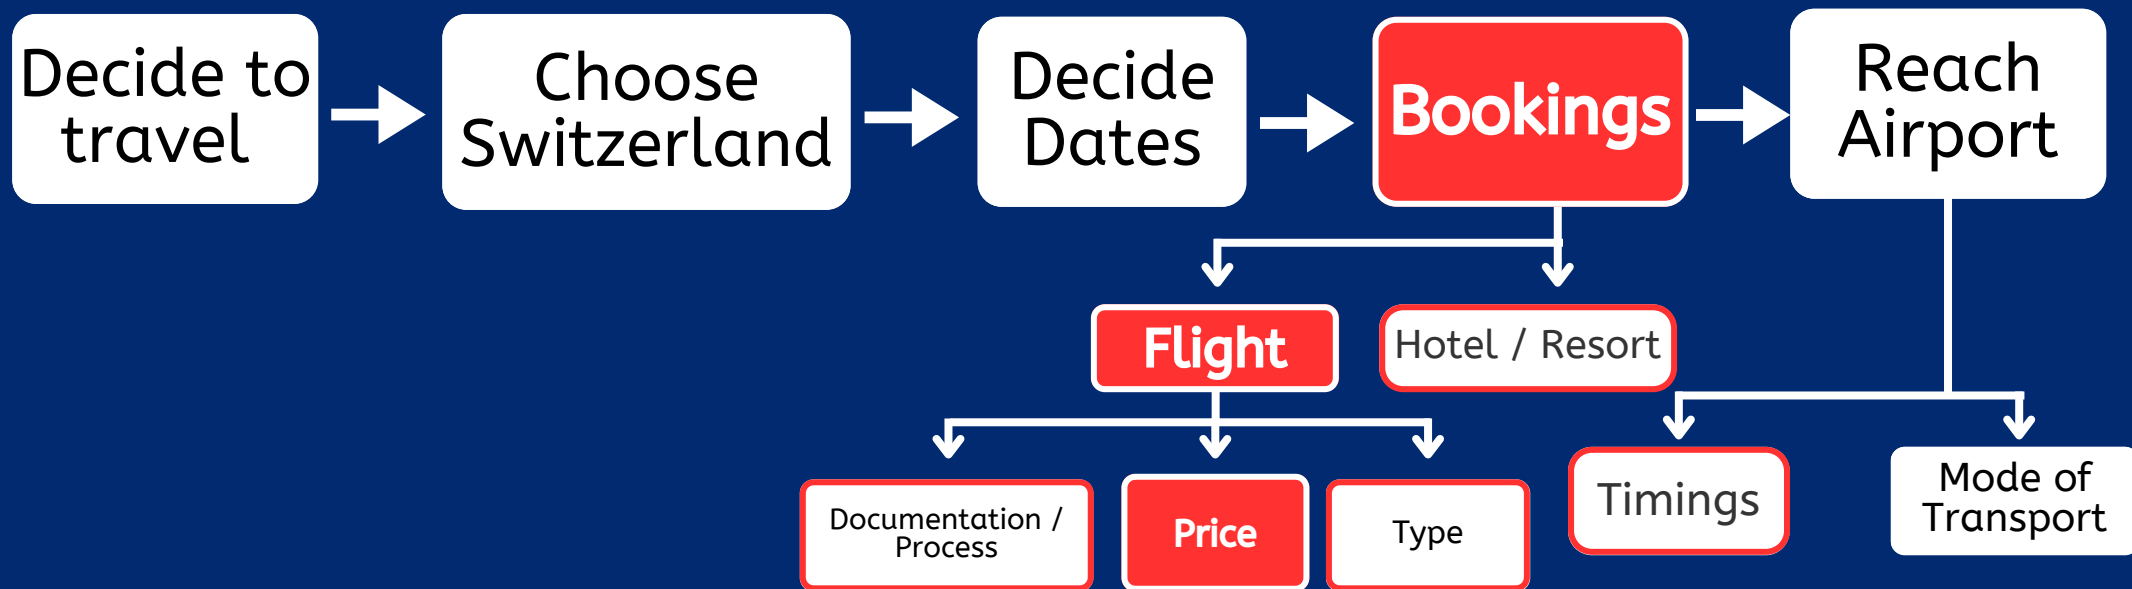 Decide to
travel
Choose
Switzerland
Decide
Dates
Bookings
Reach
Airport
Flight
Hotel / Resort
Documentation /
Process
Price
Type
Timings
Mode of
Transport